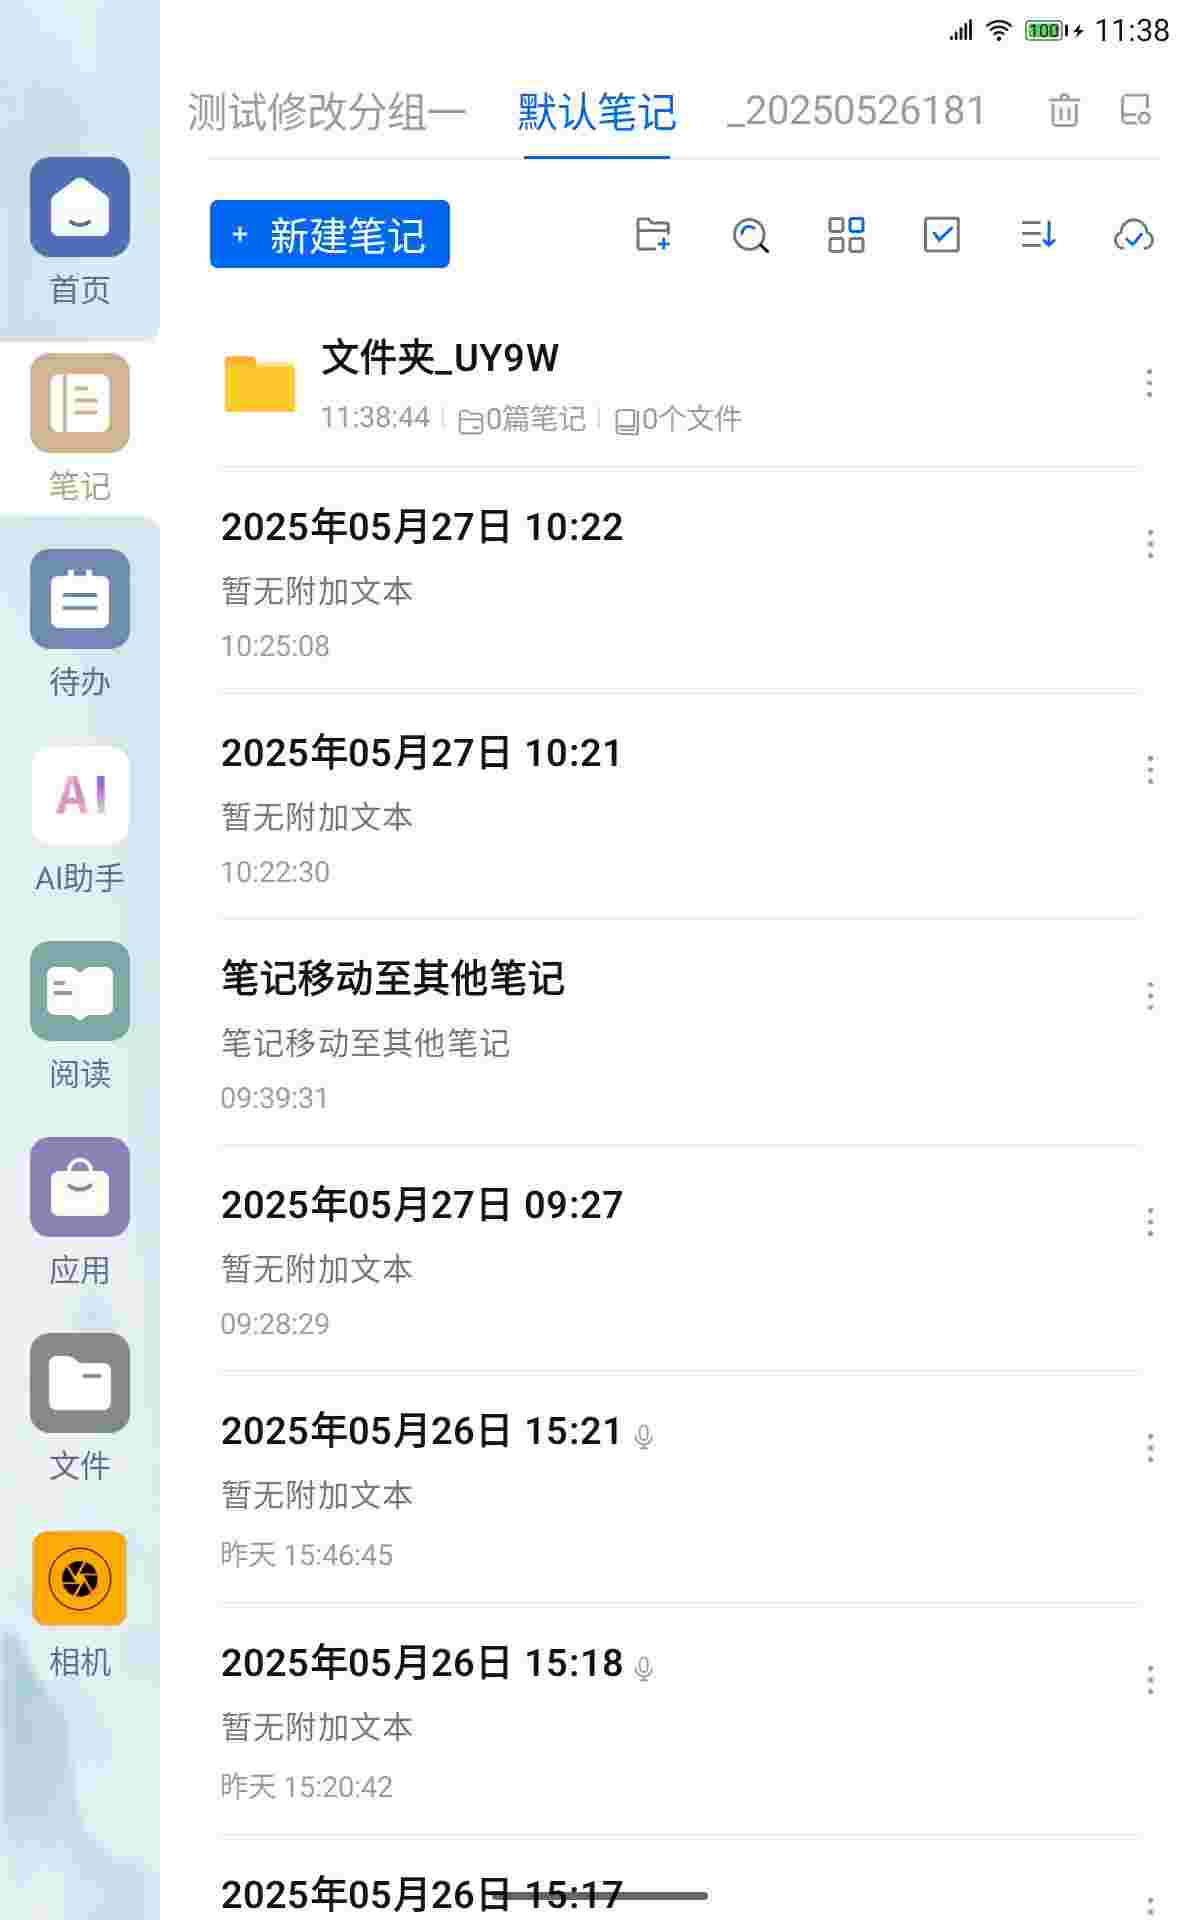 100 11:38
测试修改分组一 默认笔记 _20250526181
+ 新建笔记
首页
笔记
待办
AI
AI助手
阅读
应用
文件
相机
文件夹_UY9W
11:38:44 0篇笔记 0个文件
2025年05月27日 10:22
暂无附加文本
10:25:08
2025年05月27日 10:21
暂无附加文本
10:22:30
笔记移动至其他笔记
笔记移动至其他笔记
09:39:31
2025年05月27日 09:27
暂无附加文本
09:28:29
2025年05月26日 15:21
暂无附加文本
昨天 15:46:45
2025年05月26日 15:18
暂无附加文本
昨天 15:20:42
2025年05月26日 15:17